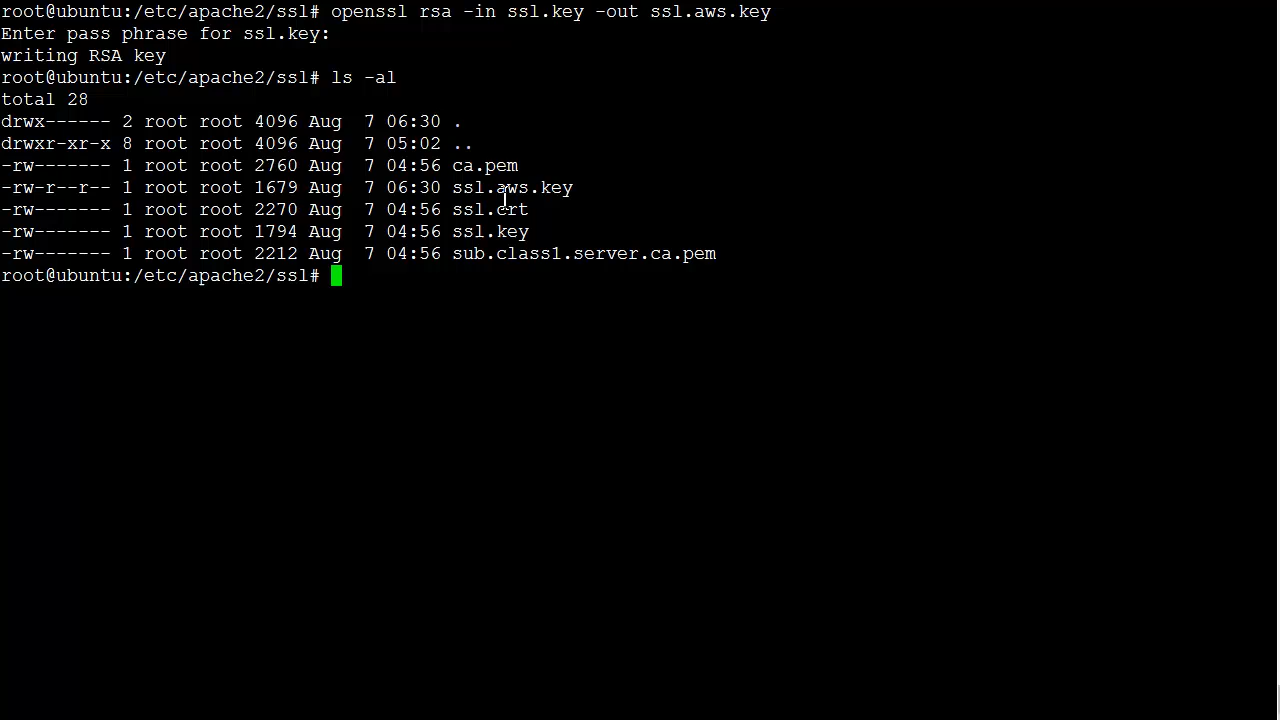 root@ubuntu:/etc/apache2/ssl# openssl rsa -in ssl.key -out ssl.aws.key
Enter pass phrase for ssl.key:
writing RSA key
root@ubuntu:/etc/apache2/ssl# ls -al
total 28
drwx------ 2 root root 4096 Aug  7 06:30 .
drwxr-xr-x 8 root root 4096 Aug  7 05:02 ..
-rw------- 1 root root 2760 Aug  7 04:56 ca.pem
-rw-r--r-- 1 root root 1679 Aug  7 06:30 ssl.aws.key
-rw------- 1 root root 2270 Aug  7 04:56 ssl.crt
-rw------- 1 root root 1794 Aug  7 04:56 ssl.key
-rw------- 1 root root 2212 Aug  7 04:56 sub.class1.server.ca.pem
root@ubuntu:/etc/apache2/ssl#